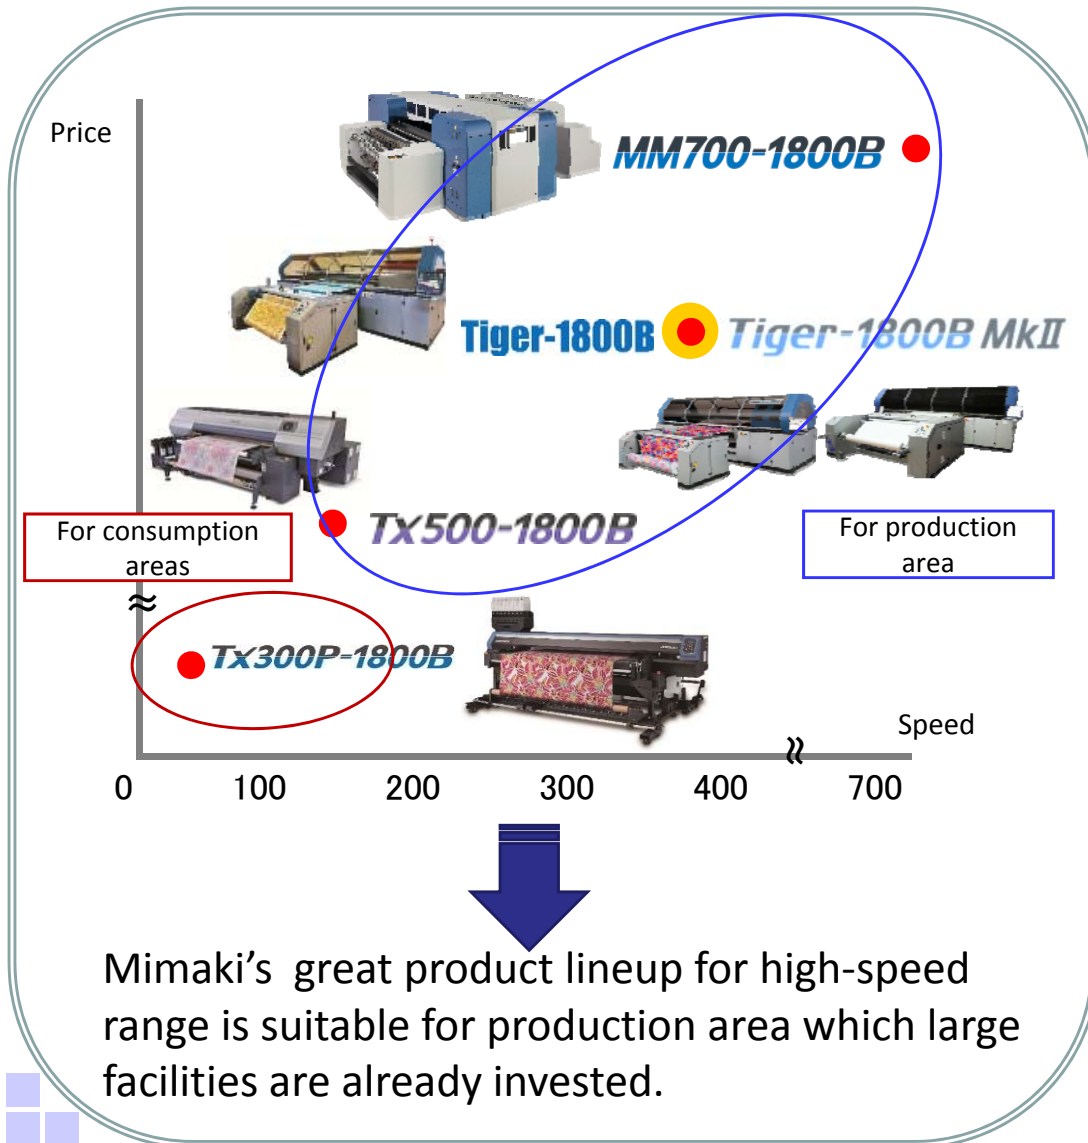 Price
MM700-1800B
Tiger-1800B
Tiger-1800B MkⅡ
Tx500-1800B
For consumption
areas
For production
area
Tx300P-1800B
Speed
0 100 200 300 400 700
Mimaki’s  great product lineup for high-speed
range is suitable for production area which large
facilities are already invested.